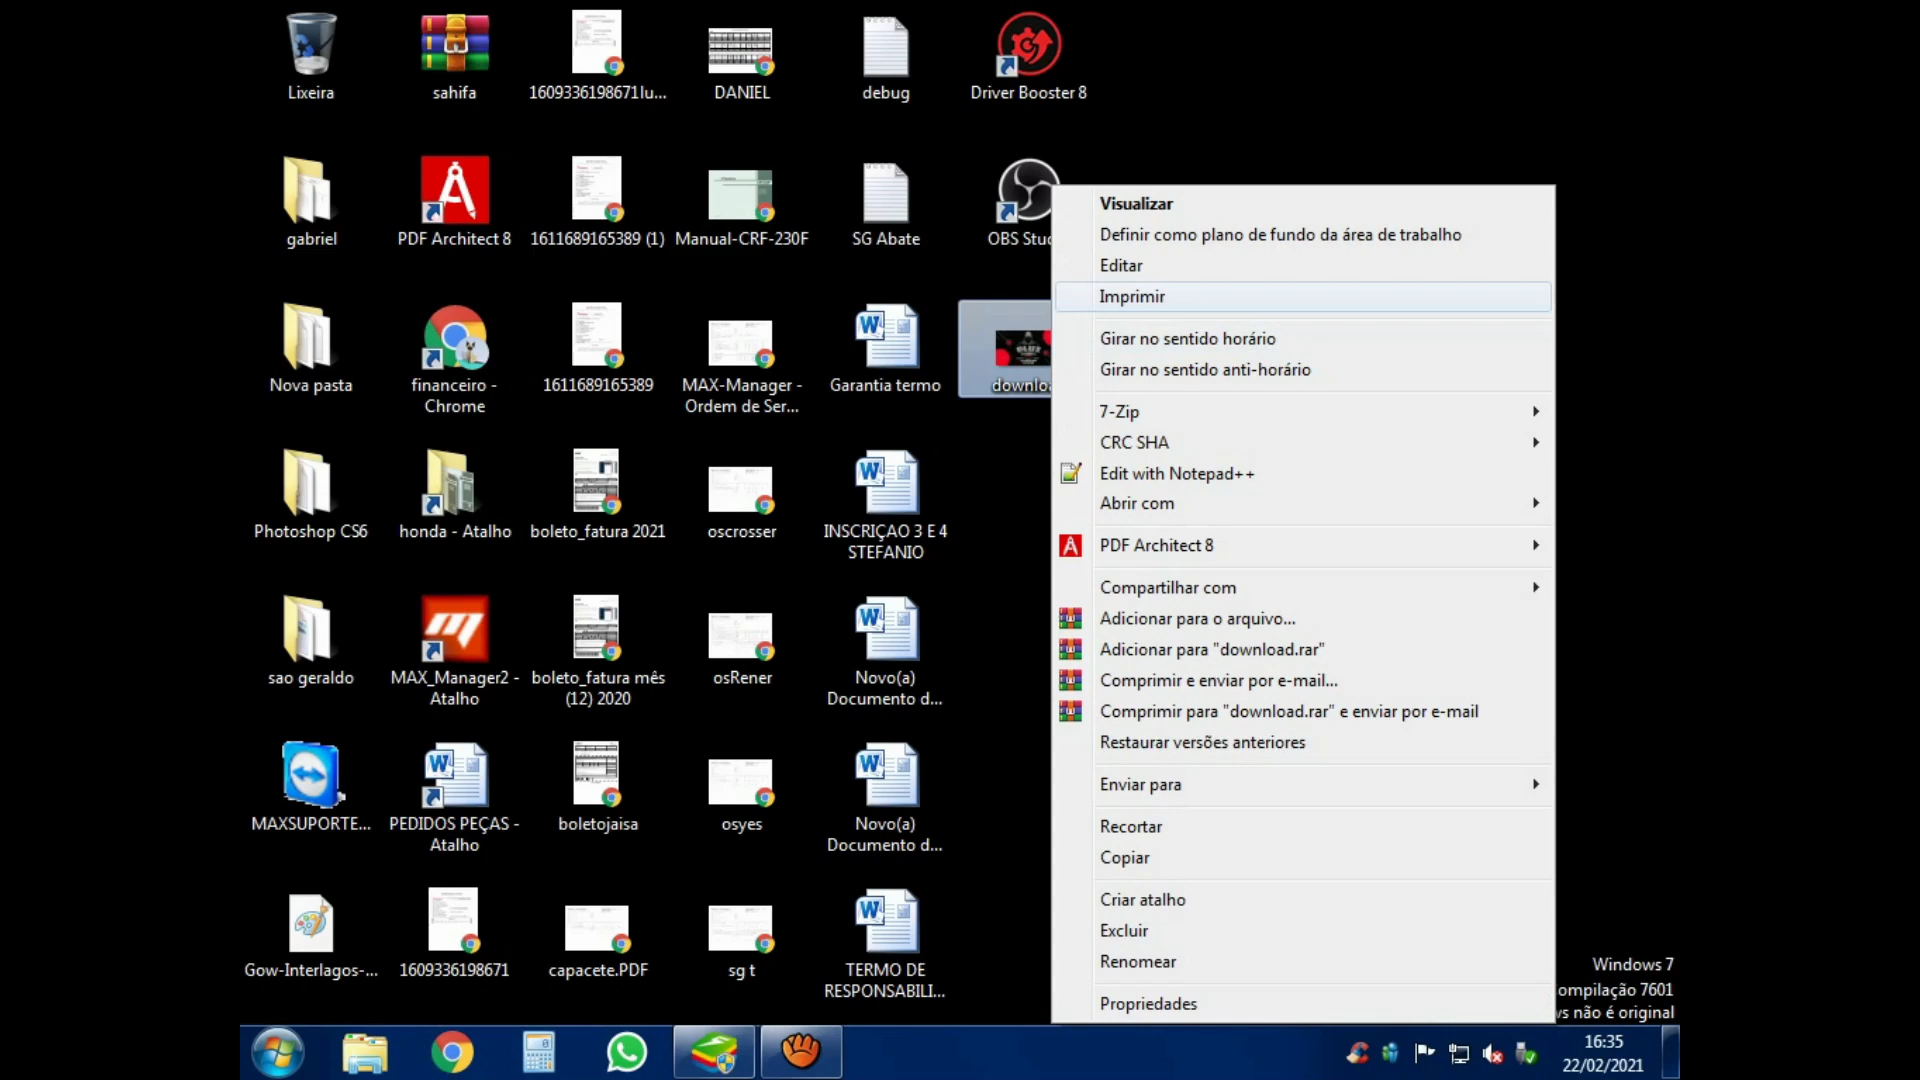 Lixeira
sahifa
1609336198671lu...
DANIEL
debug
Driver Booster 8
gabriel
PDF Architect 8
1611689165389 (1)
Manual-CRF-230F
SG Abate
OBS Stud
Nova pasta
financeiro -
Chrome
1611689165389
MAX-Manager -
Ordem de Ser...
Garantia termo
downloa
Photoshop CS6
honda - Atalho
boleto_fatura 2021
oscrosser
INSCRIÇAO 3 E 4
STEFANIO
sao geraldo
MAX_Manager2 -
Atalho
boleto_fatura mês
(12) 2020
osRener
Novo(a)
Documento d...
MAXSUPORTE...
PEDIDOS PEÇAS -
Atalho
boletojaisa
osyes
Novo(a)
Documento d...
Gow-Interlagos-...
1609336198671
capacete.PDF
sg t
TERMO DE
RESPONSABILI...
Visualizar
Definir como plano de fundo da área de trabalho
Editar
Imprimir
Girar no sentido horário
Girar no sentido anti-horário
7-Zip
CRC SHA
Edit with Notepad++
Abrir com
PDF Architect 8
Compartilhar com
Adicionar para o arquivo...
Adicionar para "download.rar"
Comprimir e enviar por e-mail...
Comprimir para "download.rar" e enviar por e-mail
Restaurar versões anteriores
Enviar para
Recortar
Copiar
Criar atalho
Excluir
Renomear
Propriedades
Windows 7
ompilação 7601
vs não é original
16:35
22/02/2021